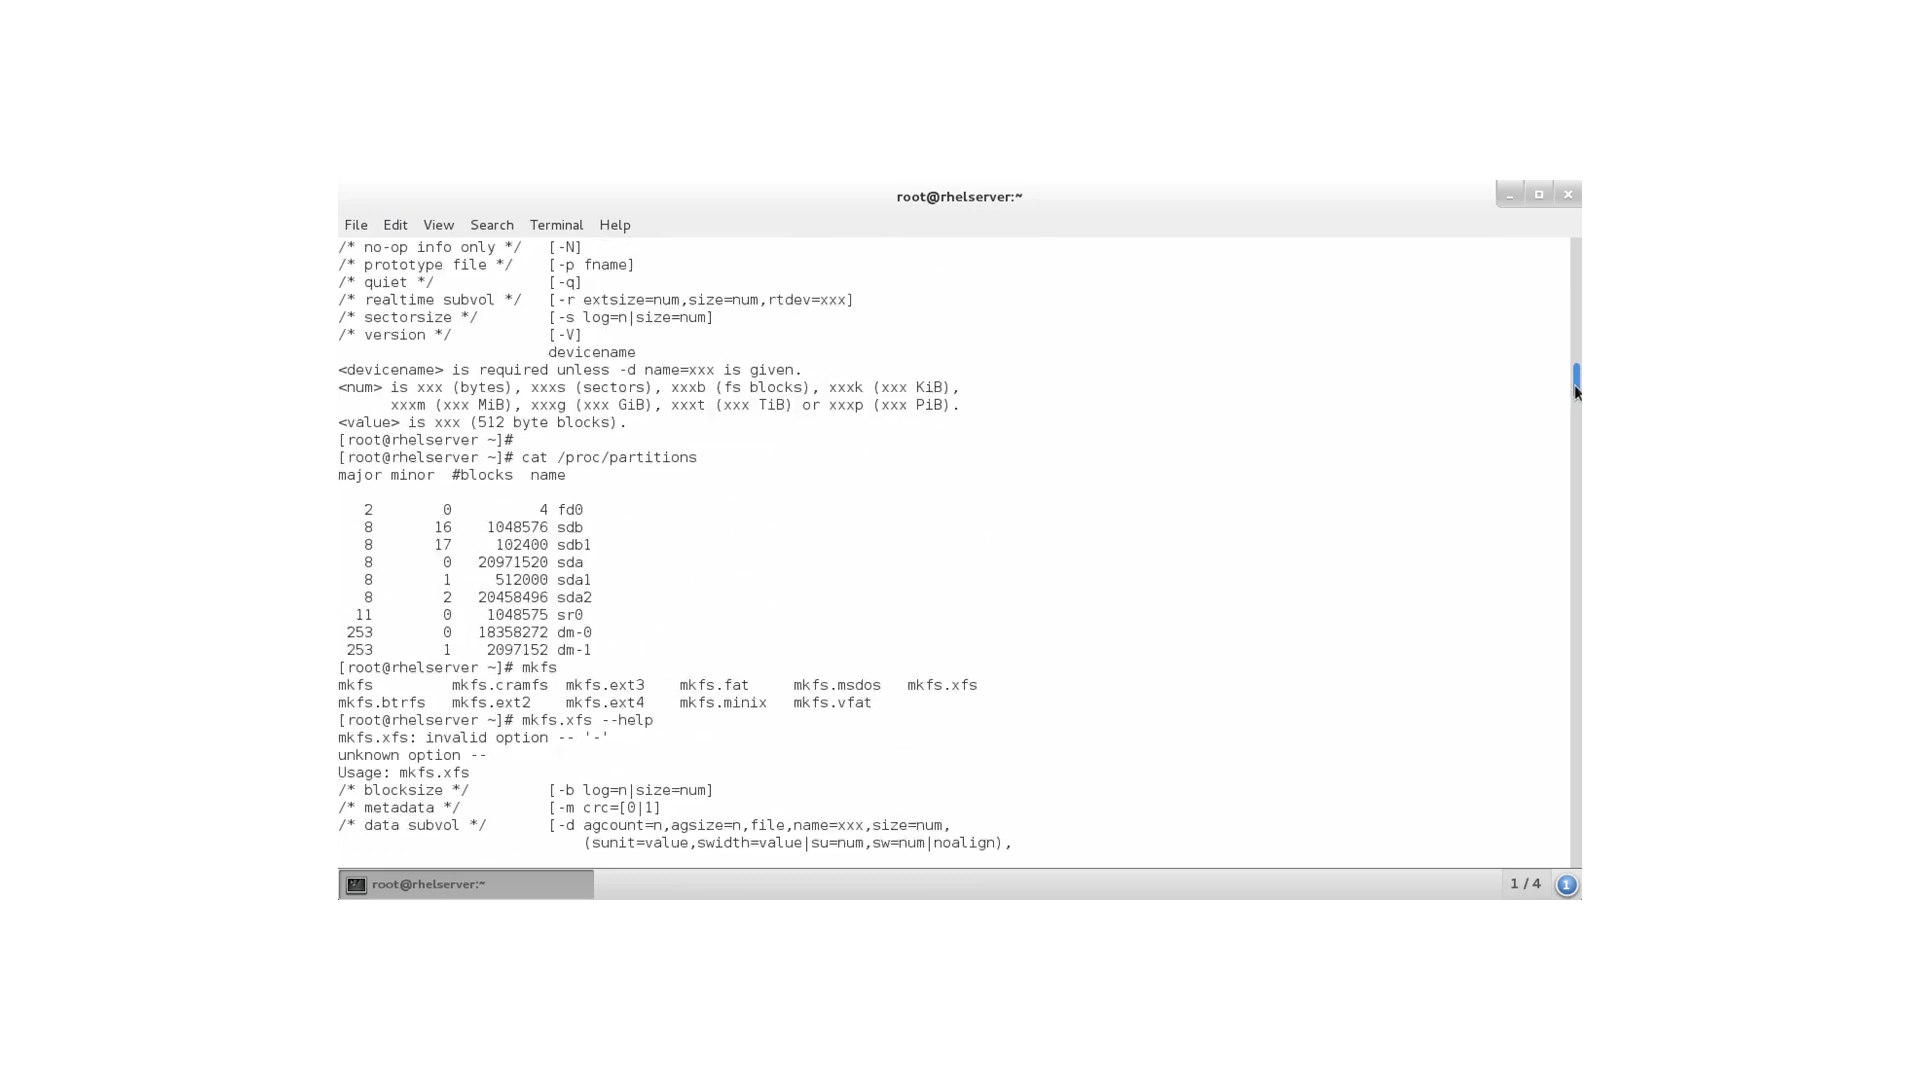 root@rhelserver:~
File Edit View Search Terminal Help
/* no-op info only */   [-N]
/* prototype file */    [-p fname]
/* quiet */             [-q]
/* realtime subvol */   [-r extsize=num,size=num,rtdev=xxx]
/* sectorsize */        [-s log=n|size=num]
/* version */           [-V]
                        devicename
<devicename> is required unless -d name=xxx is given.
<num> is xxx (bytes), xxxs (sectors), xxxb (fs blocks), xxxk (xxx KiB),
      xxxm (xxx MiB), xxxg (xxx GiB), xxxt (xxx TiB) or xxxp (xxx PiB).
<value> is xxx (512 byte blocks).
[root@rhelserver ~]#
[root@rhelserver ~]# cat /proc/partitions
major minor  #blocks  name
   2        0          4 fd0
   8       16    1048576 sdb
   8       17     102400 sdb1
   8        0   20971520 sda
   8        1     512000 sda1
   8        2   20458496 sda2
  11        0    1048575 sr0
 253        0   18358272 dm-0
 253        1    2097152 dm-1
[root@rhelserver ~]# mkfs
mkfs         mkfs.cramfs  mkfs.ext3    mkfs.fat     mkfs.msdos   mkfs.xfs
mkfs.btrfs   mkfs.ext2    mkfs.ext4    mkfs.minix   mkfs.vfat
[root@rhelserver ~]# mkfs.xfs --help
mkfs.xfs: invalid option -- '-'
unknown option --
Usage: mkfs.xfs
/* blocksize */         [-b log=n|size=num]
/* metadata */          [-m crc=[0|1]
/* data subvol */       [-d agcount=n,agsize=n,file,name=xxx,size=num,
                            (sunit=value,swidth=value|su=num,sw=num|noalign),
root@rhelserver:~
1 / 4
1